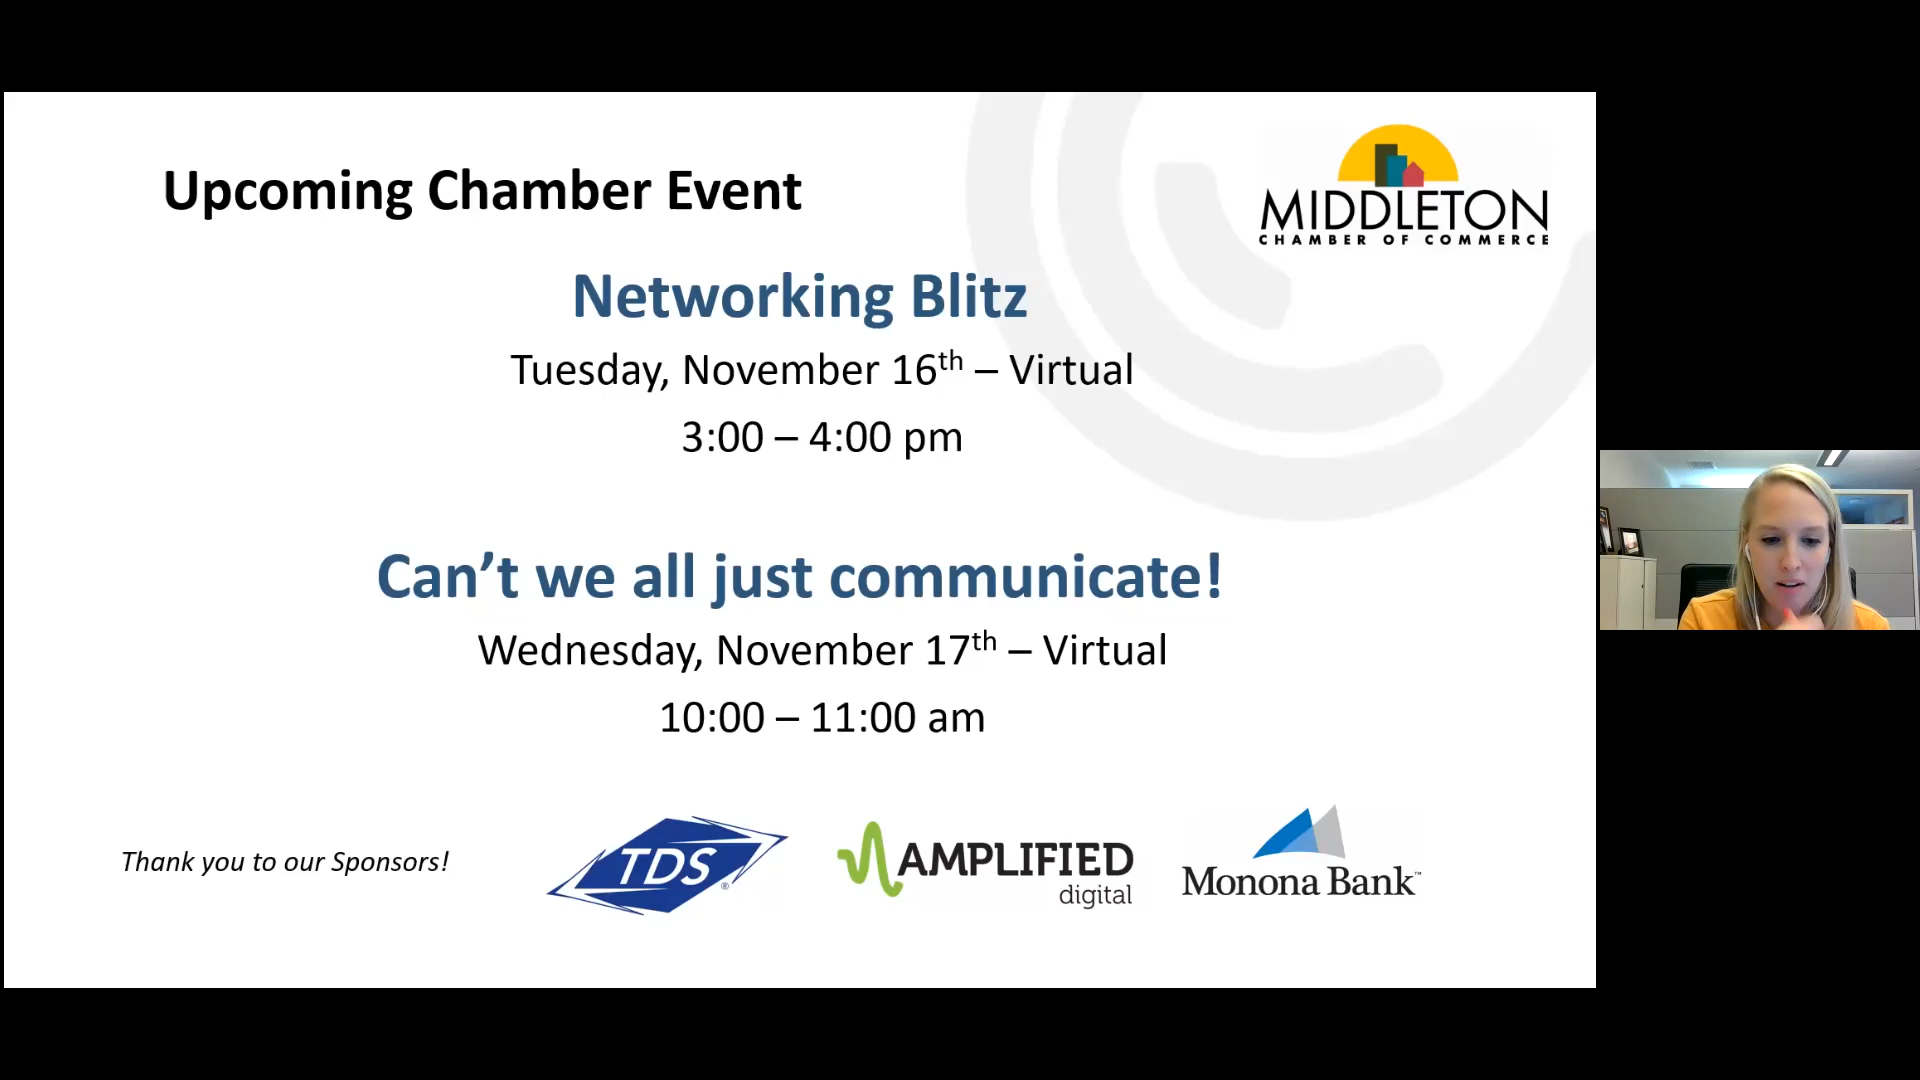 Upcoming Chamber Event
MIDDLETON
CHAMBER OF COMMERCE
Networking Blitz
Tuesday, November 16th – Virtual
3:00 – 4:00 pm
Can’t we all just communicate!
Wednesday, November 17th – Virtual
10:00 – 11:00 am
Thank you to our Sponsors!
TDS®
AMPLIFIED
digital
Monona Bank™